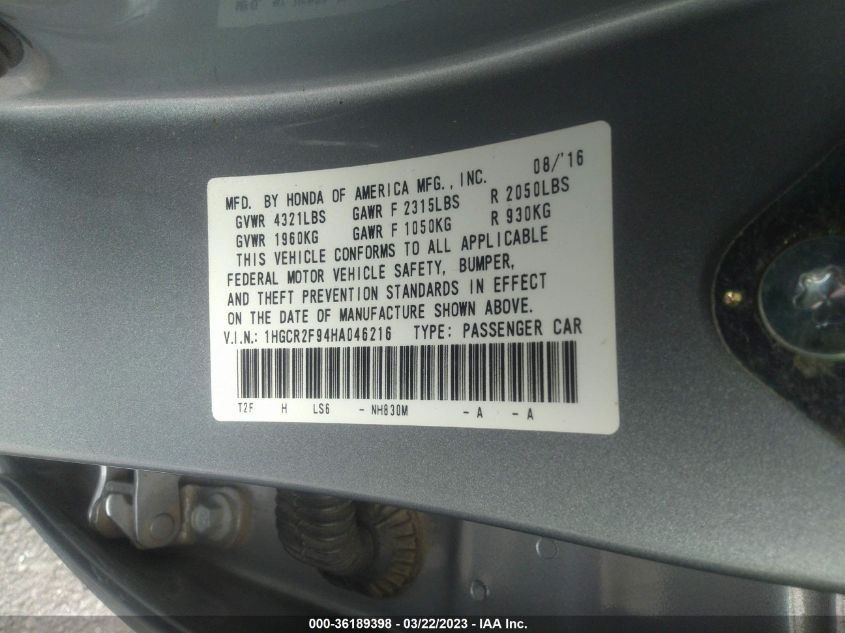 08/'16
MFD. BY HONDA OF AMERICA MFG., INC.
GVWR 4321LBS GAWR F 2315LBS R 2050LBS
GVWR 1960KG GAWR F 1050KG R 930KG
THIS VEHICLE CONFORMS TO ALL APPLICABLE
FEDERAL MOTOR VEHICLE SAFETY, BUMPER,
AND THEFT PREVENTION STANDARDS IN EFFECT
ON THE DATE OF MANUFACTURE SHOWN ABOVE.
V.I.N.: 1HGCR2F94HA046216 TYPE: PASSENGER CAR
T2F H LS6 - NH830M - A - A
000-36189398 - 03/22/2023 - IAA Inc.